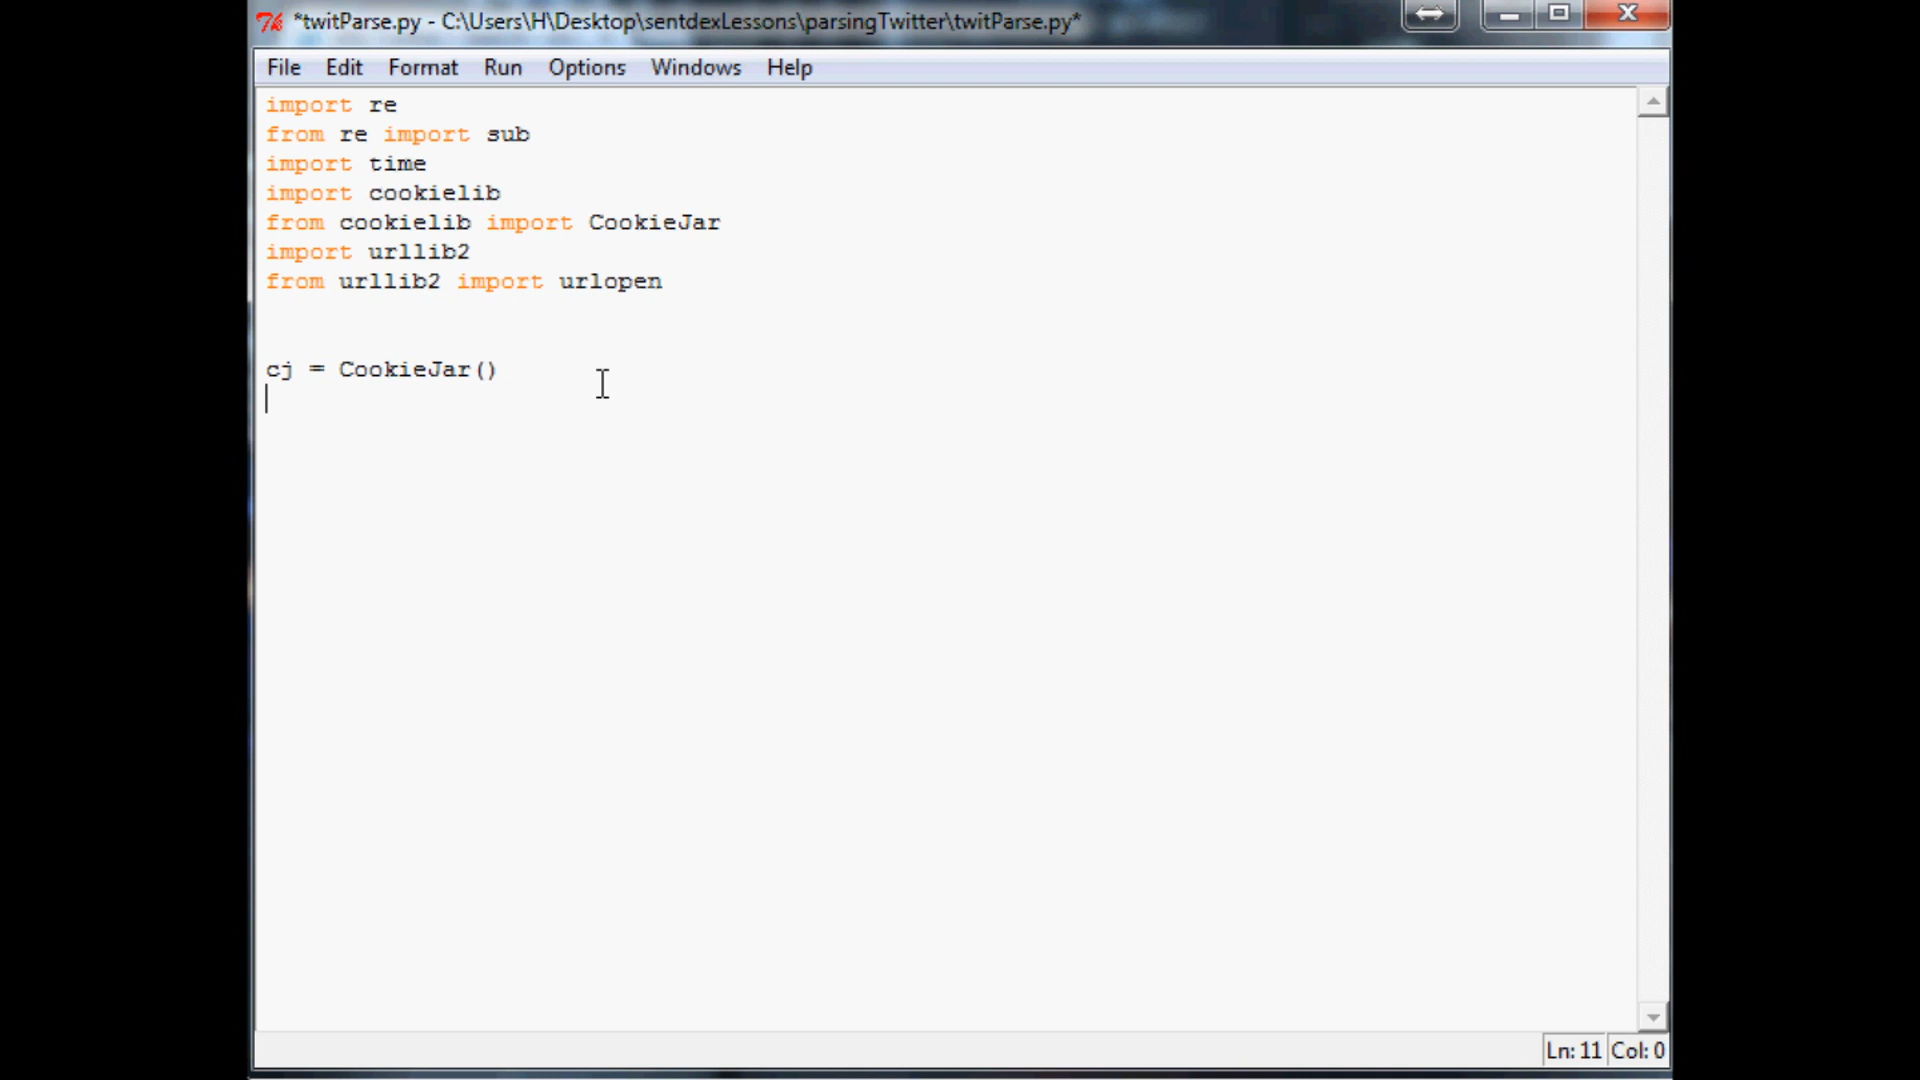 *twitParse.py - C:\Users\H\Desktop\sentdexLessons\parsingTwitter\twitParse.py*
File Edit Format Run Options Windows Help
import re
from re import sub
import time
import cookielib
from cookielib import CookieJar
import urllib2
from urllib2 import urlopen
cj = CookieJar()
Ln: 11 Col: 0